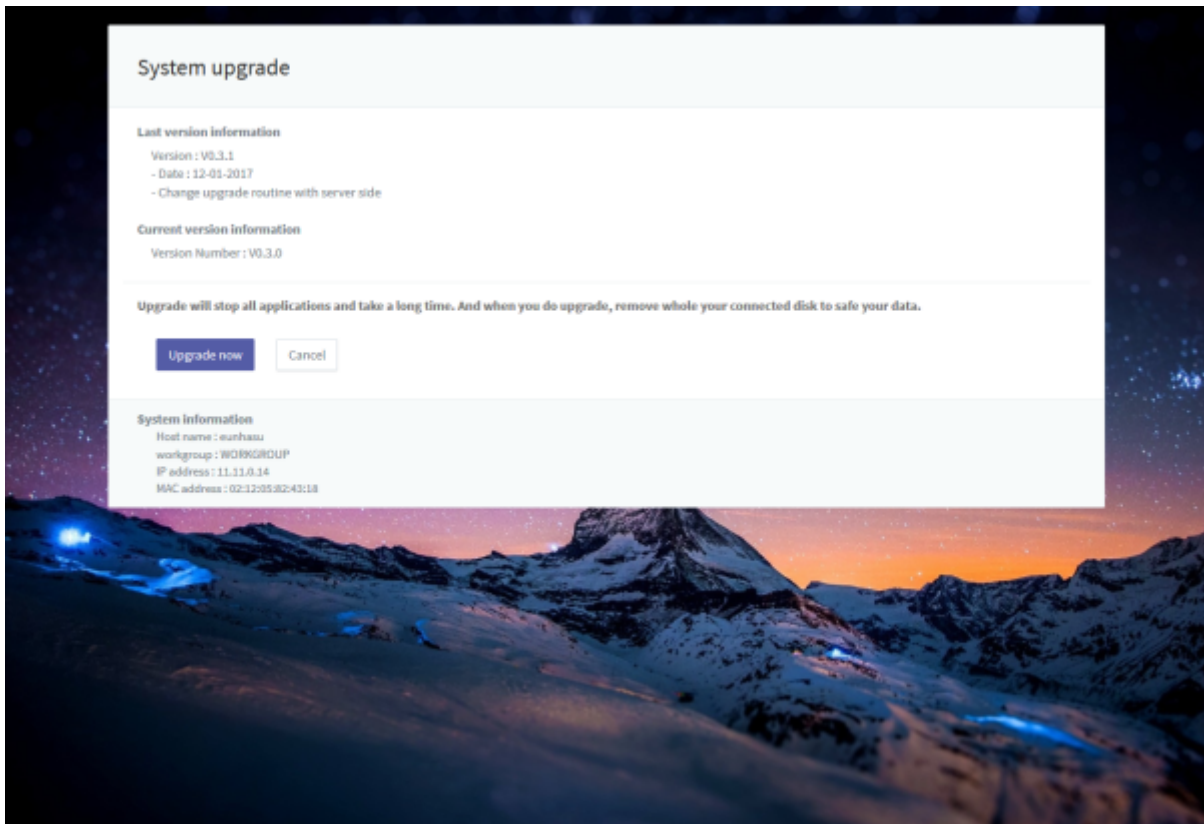 System upgrade
Last version information
Version : V0.3.1
- Date : 12-01-2017
- Change upgrade routine with server side
Current version information
Version Number : V0.3.0
Upgrade will stop all applications and take a long time. And when you do upgrade, remove whole your connected disk to safe your data.
Upgrade now
Cancel
System information
Host name : eunhasu
workgroup : WORKGROUP
IP address : 11.11.0.14
MAC address : 02:12:05:82:43:18